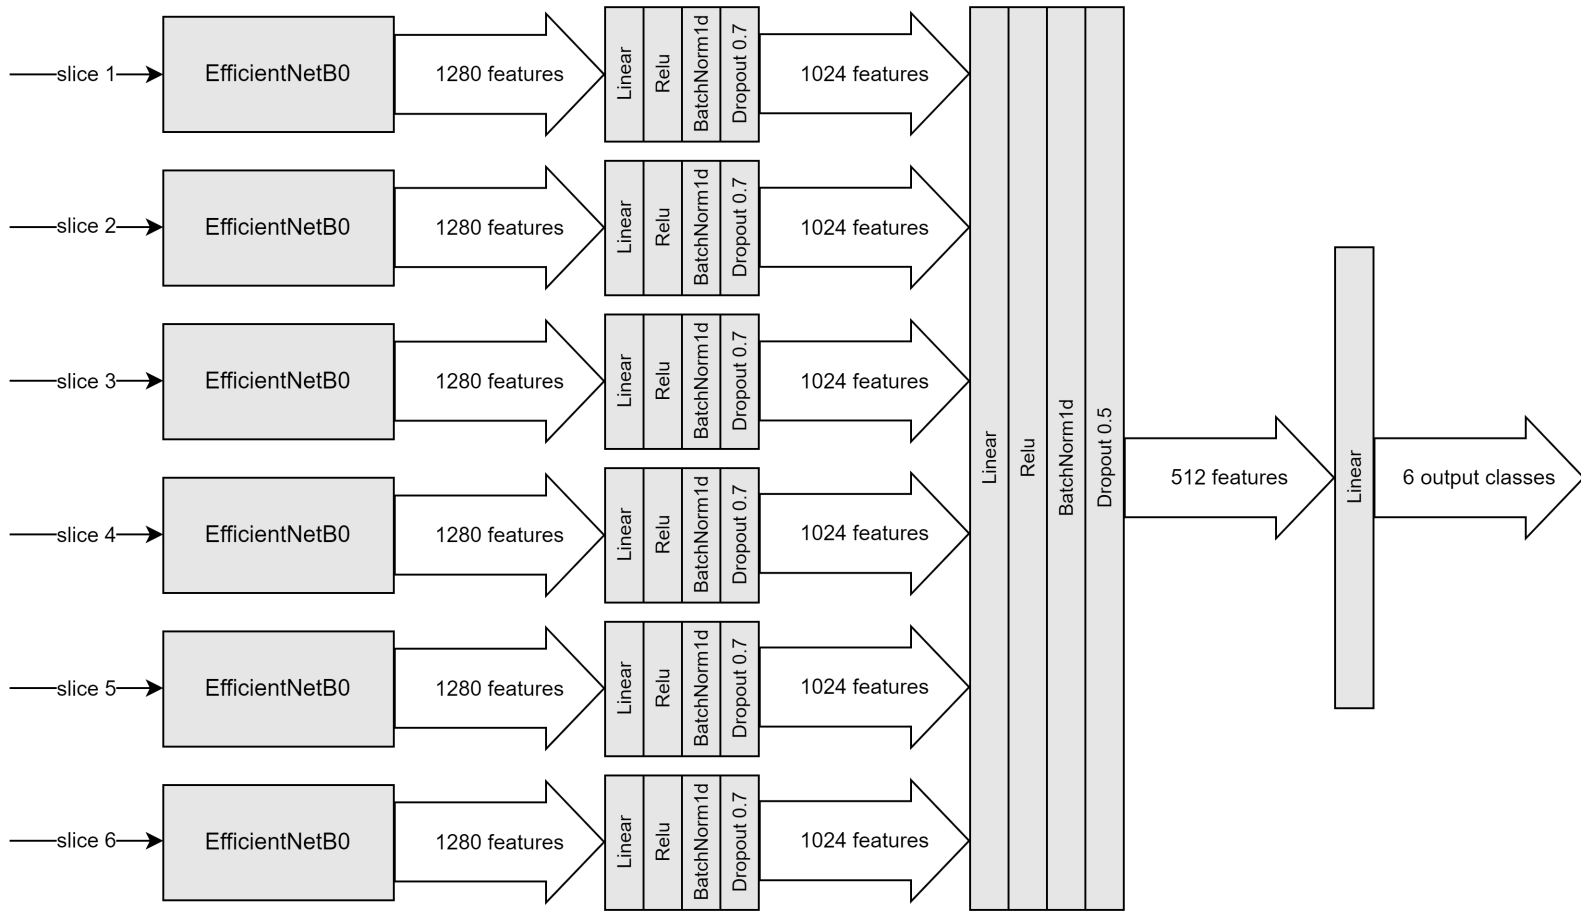 slice 1
EfficientNetB0
1280 features
Linear
Relu
BatchNorm1d
Dropout 0.7
1024 features
slice 2
EfficientNetB0
1280 features
Linear
Relu
BatchNorm1d
Dropout 0.7
1024 features
slice 3
EfficientNetB0
1280 features
Linear
Relu
BatchNorm1d
Dropout 0.7
1024 features
slice 4
EfficientNetB0
1280 features
Linear
Relu
BatchNorm1d
Dropout 0.7
1024 features
slice 5
EfficientNetB0
1280 features
Linear
Relu
BatchNorm1d
Dropout 0.7
1024 features
slice 6
EfficientNetB0
1280 features
Linear
Relu
BatchNorm1d
Dropout 0.7
1024 features
Linear
Relu
BatchNorm1d
Dropout 0.5
512 features
Linear
6 output classes